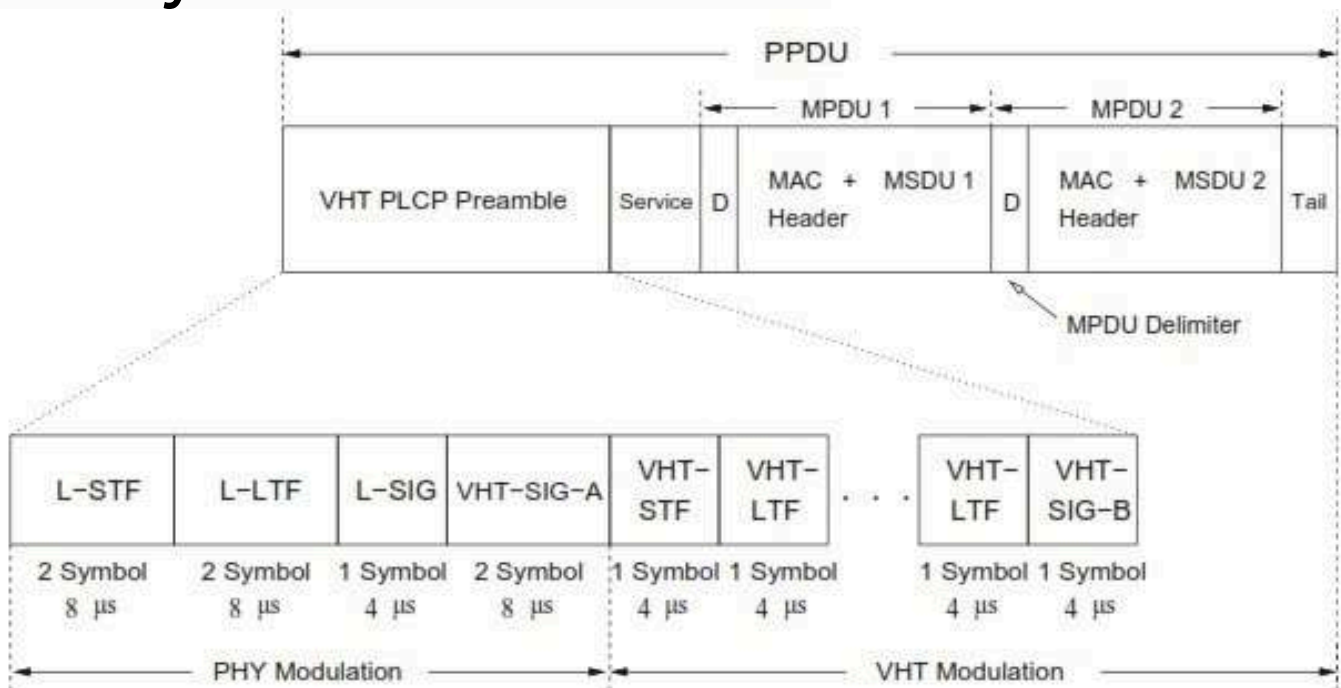 PPDU
MPDU 1 MPDU 2
VHT PLCP Preamble Service D MAC + MSDU 1 D MAC + MSDU 2 Tail
Header Header
MPDU Delimiter
L-STF L-LTF L-SIG VHT-SIG-A VHT- VHT- . . . VHT- VHT-
STF LTF LTF SIG-B
2 Symbol 2 Symbol 1 Symbol 2 Symbol 1 Symbol 1 Symbol 1 Symbol 1 Symbol
8 μs 8 μs 4 μs 8 μs 4 μs 4 μs 4 μs 4 μs
PHY Modulation VHT Modulation